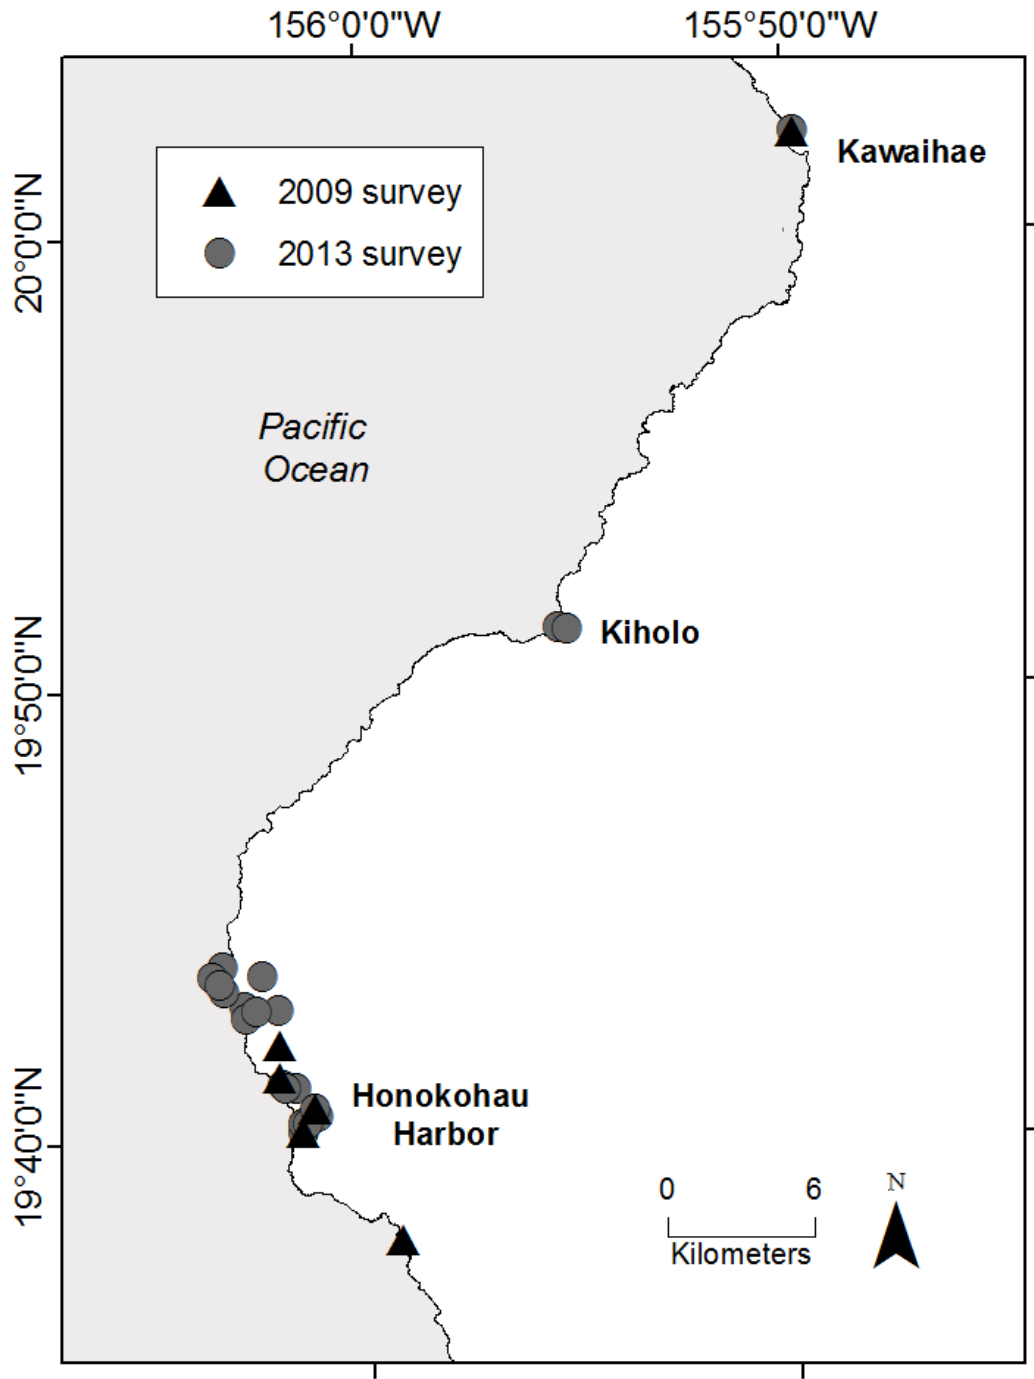 156°0'0"W
155°50'0"W
Kawaihae
2009 survey
2013 survey
20°0'0"N
Pacific
Ocean
Kiholo
19°50'0"N
Honokohau
Harbor
19°40'0"N
0 6
N
Kilometers